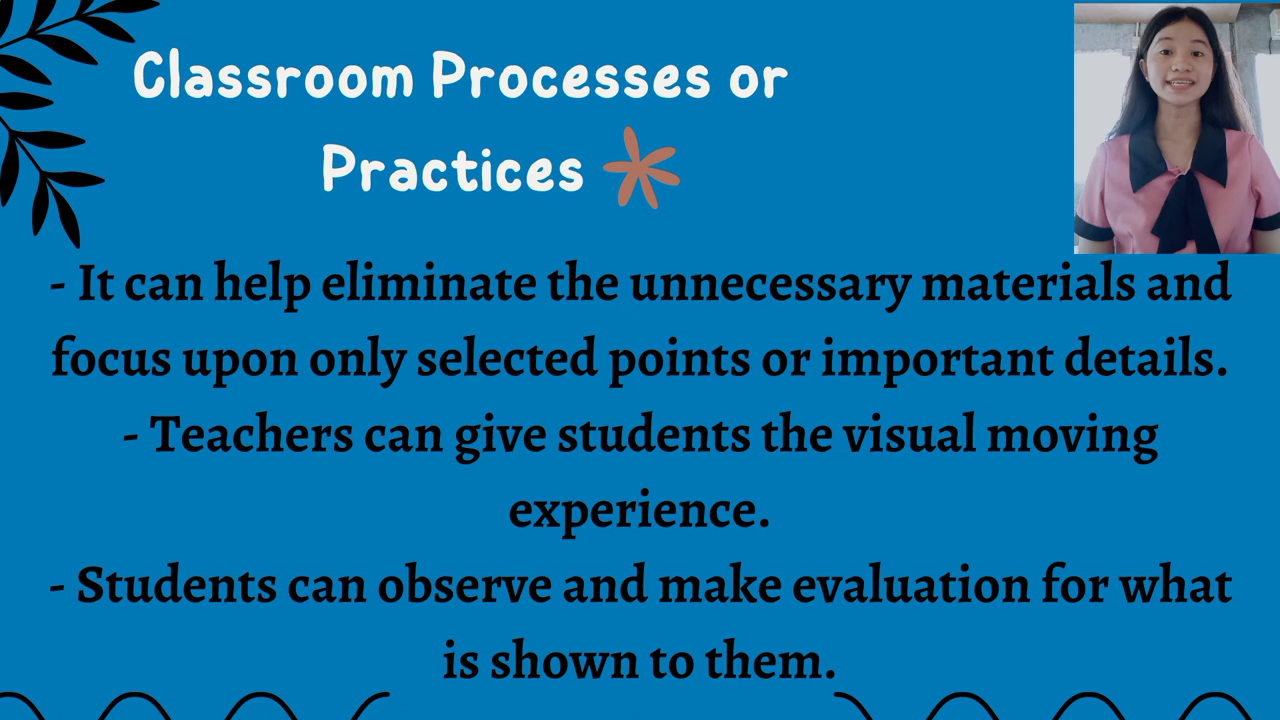 Classroom Processes or
Practices
- It can help eliminate the unnecessary materials and
focus upon only selected points or important details.
- Teachers can give students the visual moving
experience.
- Students can observe and make evaluation for what
is shown to them.